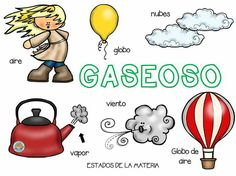 nubes
globo
aire
GASEOSO
viento
vapor
Globo de
aire
ESTADOS DE LA MATERIA